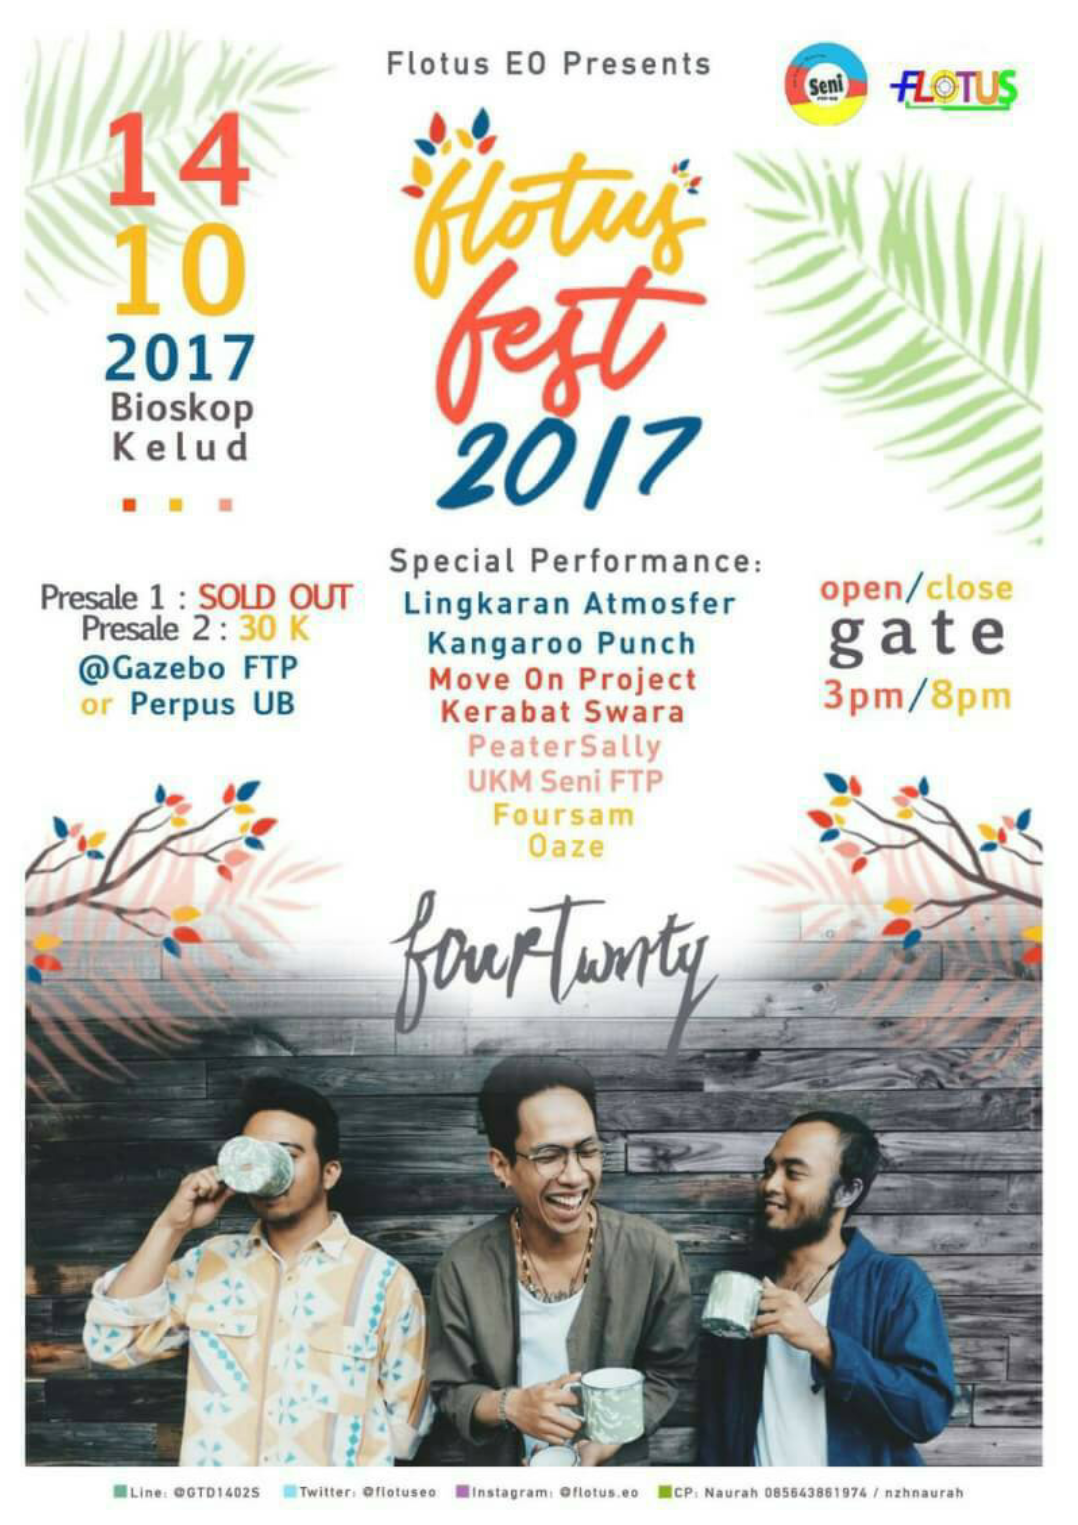 Flotus EO Presents
Seni
FLOTUS
14
10
2017
Bioskop
Kelud
flotus
fest
2017
Presale 1 : SOLD OUT
Presale 2 : 30 K
@Gazebo FTP
or Perpus UB
Special Performance:
Lingkaran Atmosfer
Kangaroo Punch
Move On Project
Kerabat Swara
PeaterSally
UKM Seni FTP
Foursam
Oaze
open/close
gate
3pm/8pm
fourTwnty
Line: @GTD1402S Twitter: @flotuseo Instagram: @flotus.eo CP: Naurah 085643861974 / nzhnaurah